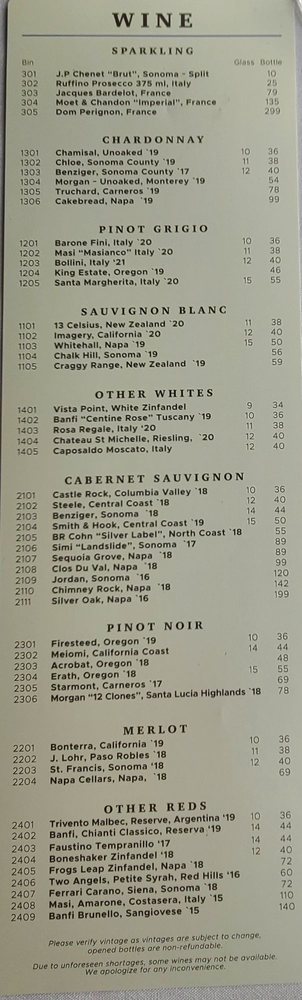 WINE
SPARKLING
Bin Glass Bottle
301 J.P Chenet "Brut", Sonoma - Split 10
302 Ruffino Prosecco 375 ml, Italy 25
303 Jacques Bardelot, France 79
304 Moet & Chandon "Imperial", France 135
305 Dom Perignon, France 299
CHARDONNAY
1301 Chamisal, Unoaked `19 10 36
1302 Chloe, Sonoma County `19 11 38
1303 Benziger, Sonoma County `17 12 40
1304 Morgan - Unoaked, Monterey `19 54
1305 Truchard, Carneros `19 78
1306 Cakebread, Napa `19 99
PINOT GRIGIO
1201 Barone Fini, Italy `20 10 36
1202 Masi "Masianco" Italy `20 11 38
1203 Bollini, Italy '21 12 40
1204 King Estate, Oregon `19 46
1205 Santa Margherita, Italy `20 15 55
SAUVIGNON BLANC
1101 13 Celsius, New Zealand `20 11 38
1102 Imagery, California `20 12 40
1103 Whitehall, Napa `19 15 50
1104 Chalk Hill, Sonoma `19 56
1105 Craggy Range, New Zealand `19 59
OTHER WHITES
1401 Vista Point, White Zinfandel 9 34
1402 Banfi "Centine Rose" Tuscany `19 10 36
1403 Rosa Regale, Italy '20 11 38
1404 Chateau St Michelle, Riesling, `20 12 40
1405 Caposaldo Moscato, Italy 12 40
CABERNET SAUVIGNON
2101 Castle Rock, Columbia Valley `18 10 36
2102 Steele, Central Coast `18 12 40
2103 Benziger, Sonoma `18 14 44
2104 Smith & Hook, Central Coast `19 15 50
2105 BR Cohn "Silver Label", North Coast `18 55
2106 Simi "Landslide", Sonoma `17 89
2107 Sequoia Grove, Napa `18 89
2108 Clos Du Val, Napa `18 99
2109 Jordan, Sonoma `16 120
2110 Chimney Rock, Napa `18 142
2111 Silver Oak, Napa `16 199
PINOT NOIR
2301 Firesteed, Oregon `19 10 36
2302 Meiomi, California Coast 14 44
2303 Acrobat, Oregon `18 48
2304 Erath, Oregon `18 15 55
2305 Starmont, Carneros `17 69
2306 Morgan "12 Clones", Santa Lucia Highlands `18 78
MERLOT
2201 Bonterra, California `19 10 36
2202 J. Lohr, Paso Robles `18 11 38
2203 St. Francis, Sonoma '18 12 40
2204 Napa Cellars, Napa, `18 69
OTHER REDS
2401 Trivento Malbec, Reserve, Argentina '19 10 36
2402 Banfi, Chianti Classico, Reserva '19 14 44
2403 Faustino Tempranillo '17 14 44
2404 Boneshaker Zinfandel '18 12 40
2405 Frogs Leap Zinfandel, Napa `18 72
2406 Two Angels, Petite Syrah, Red Hills '16 60
2407 Ferrari Carano, Siena, Sonoma `18 72
2408 Masi, Amarone, Costasera, Italy `15 110
2409 Banfi Brunello, Sangiovese `15 140
Please verify vintage as vintages are subject to change,
opened bottles are non-refundable.
Due to unforeseen shortages, some wines may not be available.
We apologize for any inconvenience.